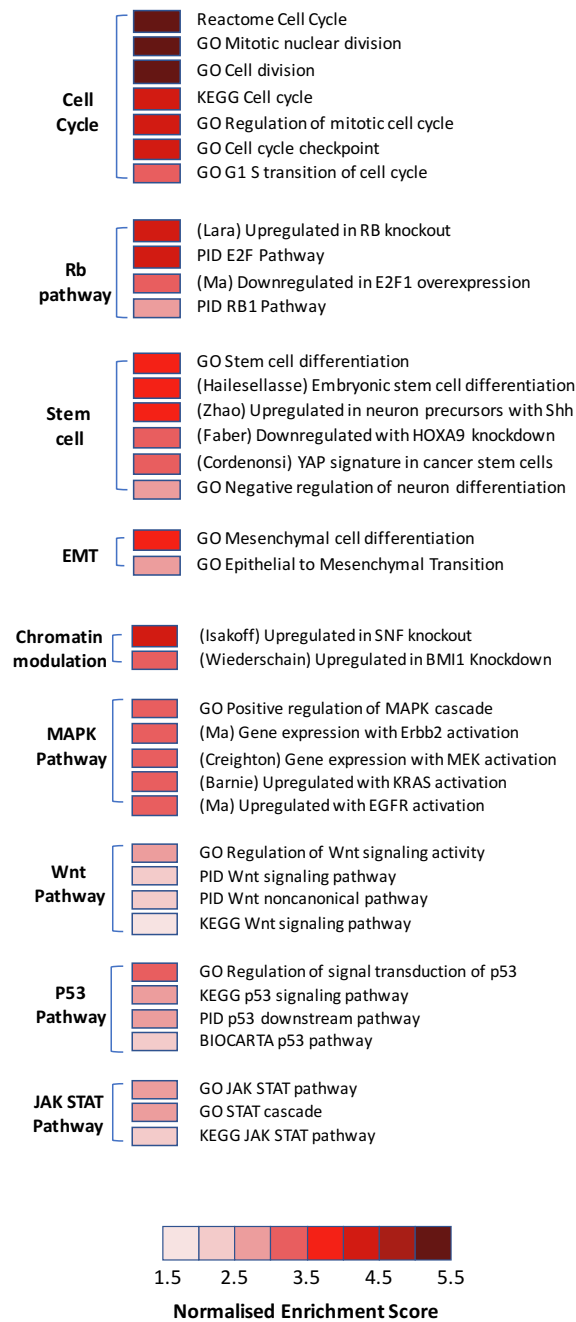 Cell
Cycle
Reactome Cell Cycle
GO Mitotic nuclear division
GO Cell division
KEGG Cell cycle
GO Regulation of mitotic cell cycle
GO Cell cycle checkpoint
GO G1 S transition of cell cycle
Rb
pathway
(Lara) Upregulated in RB knockout
PID E2F Pathway
(Ma) Downregulated in E2F1 overexpression
PID RB1 Pathway
Stem
cell
GO Stem cell differentiation
(Hailesellasse) Embryonic stem cell differentiation
(Zhao) Upregulated in neuron precursors with Shh
(Faber) Downregulated with HOXA9 knockdown
(Cordenonsi) YAP signature in cancer stem cells
GO Negative regulation of neuron differentiation
EMT
GO Mesenchymal cell differentiation
GO Epithelial to Mesenchymal Transition
Chromatin
modulation
(Isakoff) Upregulated in SNF knockout
(Wiederschain) Upregulated in BMI1 Knockdown
MAPK
Pathway
GO Positive regulation of MAPK cascade
(Ma) Gene expression with Erbb2 activation
(Creighton) Gene expression with MEK activation
(Barnie) Upregulated with KRAS activation
(Ma) Upregulated with EGFR activation
Wnt
Pathway
GO Regulation of Wnt signaling activity
PID Wnt signaling pathway
PID Wnt noncanonical pathway
KEGG Wnt signaling pathway
P53
Pathway
GO Regulation of signal transduction of p53
KEGG p53 signaling pathway
PID p53 downstream pathway
BIOCARTA p53 pathway
JAK STAT
Pathway
GO JAK STAT pathway
GO STAT cascade
KEGG JAK STAT pathway
1.5 2.5 3.5 4.5 5.5
Normalised Enrichment Score